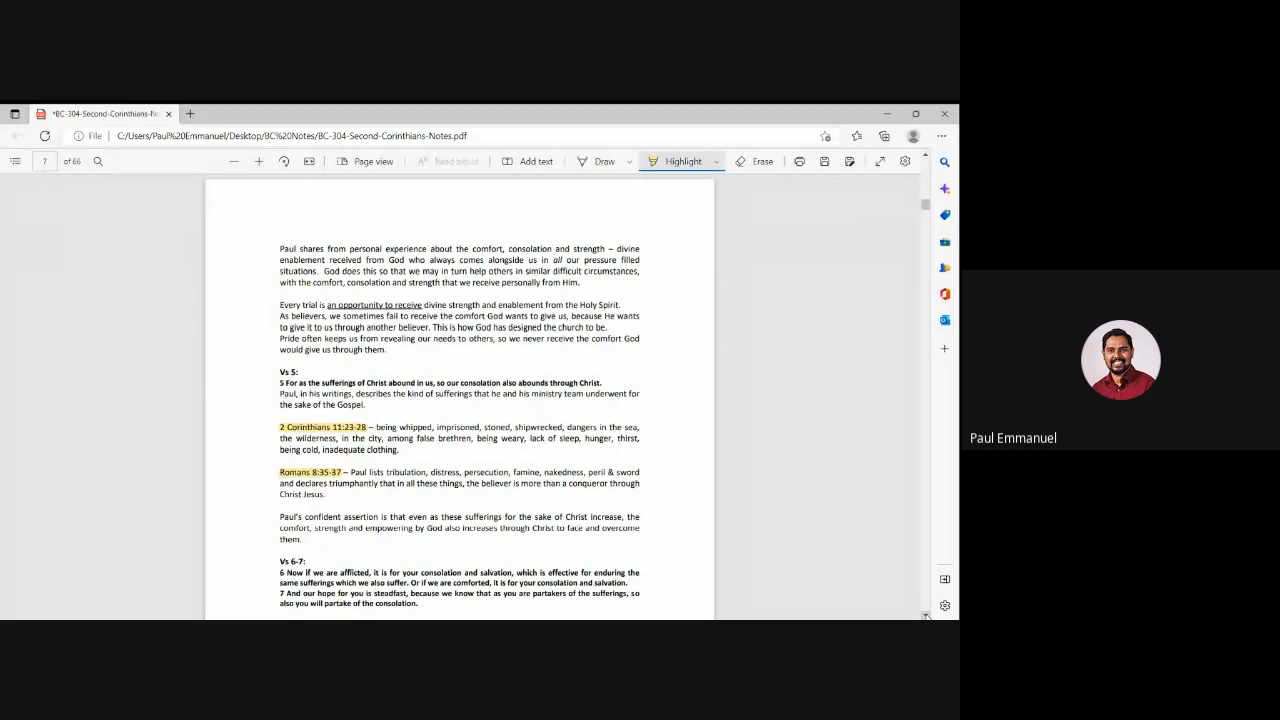 *BC-304-Second-Corinthians-No
File
C:/Users/Paul%20Emmanuel/Desktop/BC%20Notes/BC-304-Second-Corinthians-Notes.pdf
7 of 66
Page view
Read aloud
Add text
Draw
Highlight
Erase
Paul shares from personal experience about the comfort, consolation and strength – divine
enablement received from God who always comes alongside us in all our pressure filled
situations. God does this so that we may in turn help others in similar difficult circumstances,
with the comfort, consolation and strength that we receive personally from Him.
Every trial is an opportunity to receive divine strength and enablement from the Holy Spirit.
As believers, we sometimes fail to receive the comfort God wants to give us, because He wants
to give it to us through another believer. This is how God has designed the church to be.
Pride often keeps us from revealing our needs to others, so we never receive the comfort God
would give us through them.
Vs 5:
5 For as the sufferings of Christ abound in us, so our consolation also abounds through Christ.
Paul, in his writings, describes the kind of sufferings that he and his ministry team underwent for
the sake of the Gospel.
2 Corinthians 11:23-28 – being whipped, imprisoned, stoned, shipwrecked, dangers in the sea,
the wilderness, in the city, among false brethren, being weary, lack of sleep, hunger, thirst,
being cold, inadequate clothing.
Romans 8:35-37 – Paul lists tribulation, distress, persecution, famine, nakedness, peril & sword
and declares triumphantly that in all these things, the believer is more than a conqueror through
Christ Jesus.
Paul's confident assertion is that even as these sufferings for the sake of Christ increase, the
comfort, strength and empowering by God also increases through Christ to face and overcome
them.
Vs 6-7:
6 Now if we are afflicted, it is for your consolation and salvation, which is effective for enduring the
same sufferings which we also suffer. Or if we are comforted, it is for your consolation and salvation.
7 And our hope for you is steadfast, because we know that as you are partakers of the sufferings, so
also you will partake of the consolation.
Paul Emmanuel